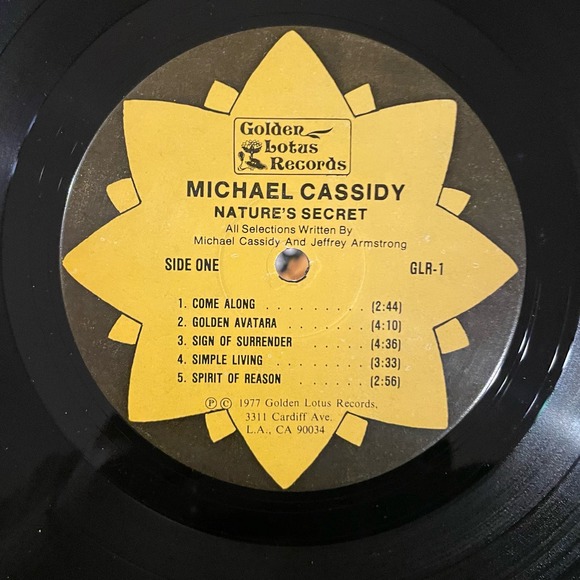 Golden
Lotus
Records
MICHAEL CASSIDY
NATURE'S SECRET
All Selections Written By
Michael Cassidy And Jeffrey Armstrong
SIDE ONE GLR-1
1. COME ALONG . . . . . . . . . (2:44)
2. GOLDEN AVATARA . . . . . . . (4:10)
3. SIGN OF SURRENDER . . . . . (4:36)
4. SIMPLE LIVING . . . . . . . . (3:33)
5. SPIRIT OF REASON . . . . . . (2:56)
Ⓟ © 1977 Golden Lotus Records,
3311 Cardiff Ave.
L.A., CA 90034